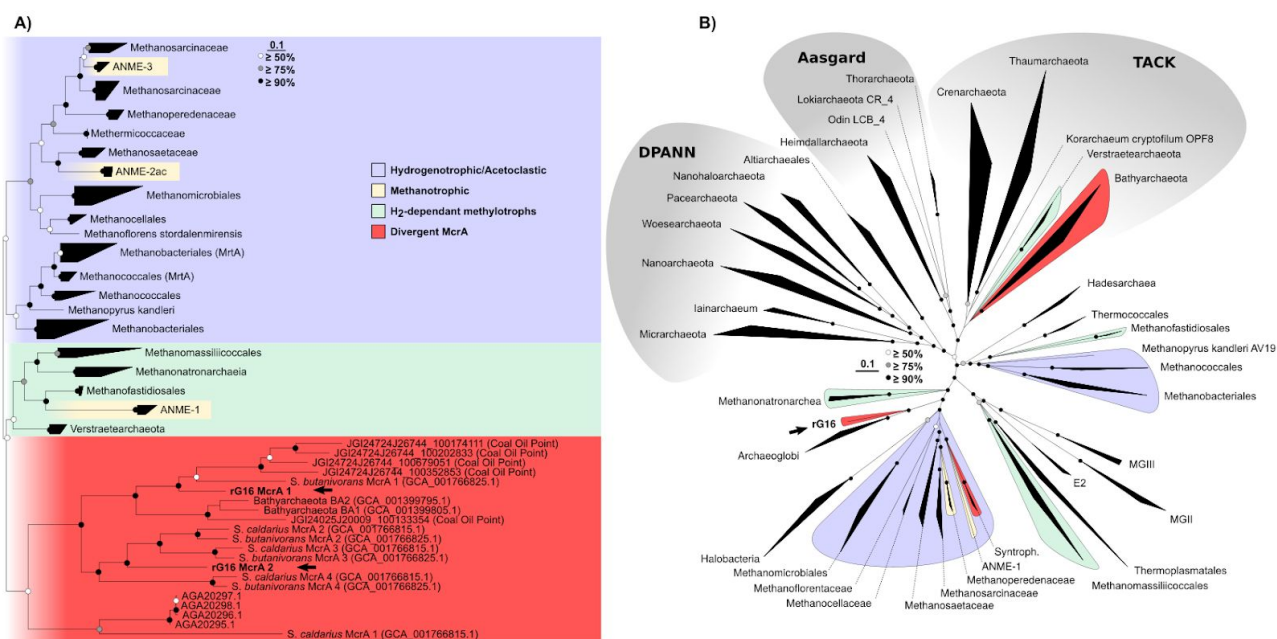 A)
Methanosarcinaceae
ANME-3
Methanosarcinaceae
Methanoperedenaceae
Methermicoccaceae
Methanosaetaceae
ANME-2ac
Methanomicrobiales
Methanocellales
Methanoflorens stordalenmirensis
Methanobacteriales (MrtA)
Methanococcales (MrtA)
Methanococcales
Methanopyrus kandleri
Methanobacteriales
0.1
≥ 50%
≥ 75%
≥ 90%
Hydrogenotrophic/Acetoclastic
Methanotrophic
H2-dependant methylotrophs
Divergent McrA
Methanomassiliicoccales
Methanonatronarchaeia
Methanofastidiosales
ANME-1
Verstraetearchaeota
JGI24724J26744_100174111 (Coal Oil Point)
JGI24724J26744_100202833 (Coal Oil Point)
JGI24724J26744_100679051 (Coal Oil Point)
JGI24724J26744_100352853 (Coal Oil Point)
S. butanivorans McrA 1 (GCA_001766825.1)
rG16 McrA 1
Bathyarchaeota BA2 (GCA_001399795.1)
Bathyarchaeota BA1 (GCA_001399805.1)
JGI24025J20009_100133354 (Coal Oil Point)
S. caldarius McrA 2 (GCA_001766815.1)
S. butanivorans McrA 2 (GCA_001766825.1)
S. caldarius McrA 3 (GCA_001766815.1)
S. butanivorans McrA 3 (GCA_001766825.1)
rG16 McrA 2
S. caldarius McrA 4 (GCA_001766815.1)
S. butanivorans McrA 4 (GCA_001766825.1)
AGA20297.1
AGA20298.1
AGA20296.1
AGA20295.1
S. caldarius McrA 1 (GCA_001766815.1)
B)
Aasgard
TACK
DPANN
Thorarchaeota
Lokiarchaeota CR_4
Odin LCB_4
Heimdallarchaeota
Altiarchaeales
Nanohaloarchaeota
Pacearchaeota
Woesearchaeota
Nanoarchaeota
Iainarchaeum
Micrarchaeota
Thaumarchaeota
Crenarchaeota
Korarchaeum cryptofilum OPF8
Verstraetearchaeota
Bathyarchaeota
Hadesarchaea
Thermococcales
Methanofastidiosales
Methanopyrus kandleri AV19
Methanococcales
Methanobacteriales
0.1
≥ 50%
≥ 75%
≥ 90%
Methanonatronarchea
rG16
Archaeoglobi
MGIII
E2
MGII
Thermoplasmatales
Methanomassiliicoccales
Halobacteria
Methanomicrobiales
Methanoflorentaceae
Methanocellaceae
Methanosaetaceae
Methanosarcinaceae
Methanoperedenaceae
ANME-1
Syntroph.